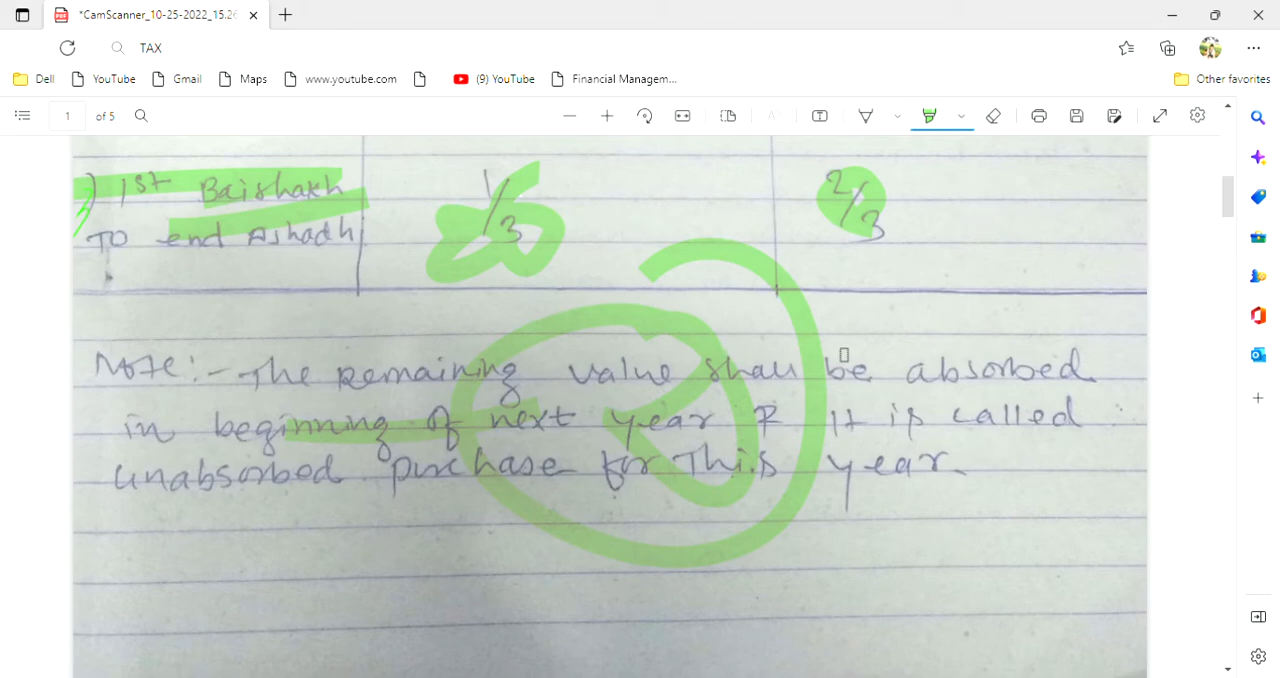 *CamScanner_10-25-2022_15.26
TAX
Dell YouTube Gmail Maps www.youtube.com (9) YouTube Financial Managem... Other favorites
1 of 5
) 1st Baishakh 1/3 2/3
TO end Ashadh
Note:- The Remaining value shall be absorbed
in beginning of next year & it is called
unabsorbed purchase for This year.